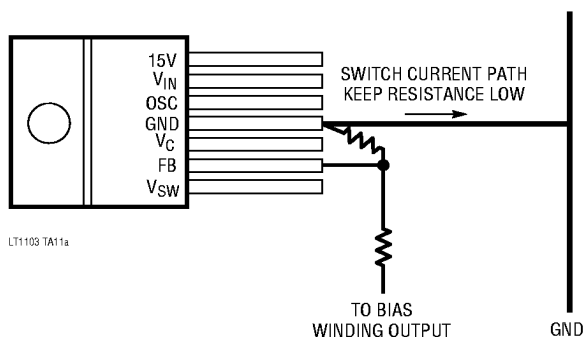 15V
VIN
OSC
GND
VC
FB
VSW
SWITCH CURRENT PATH
KEEP RESISTANCE LOW
LT1103 TA11a
TO BIAS
WINDING OUTPUT
GND